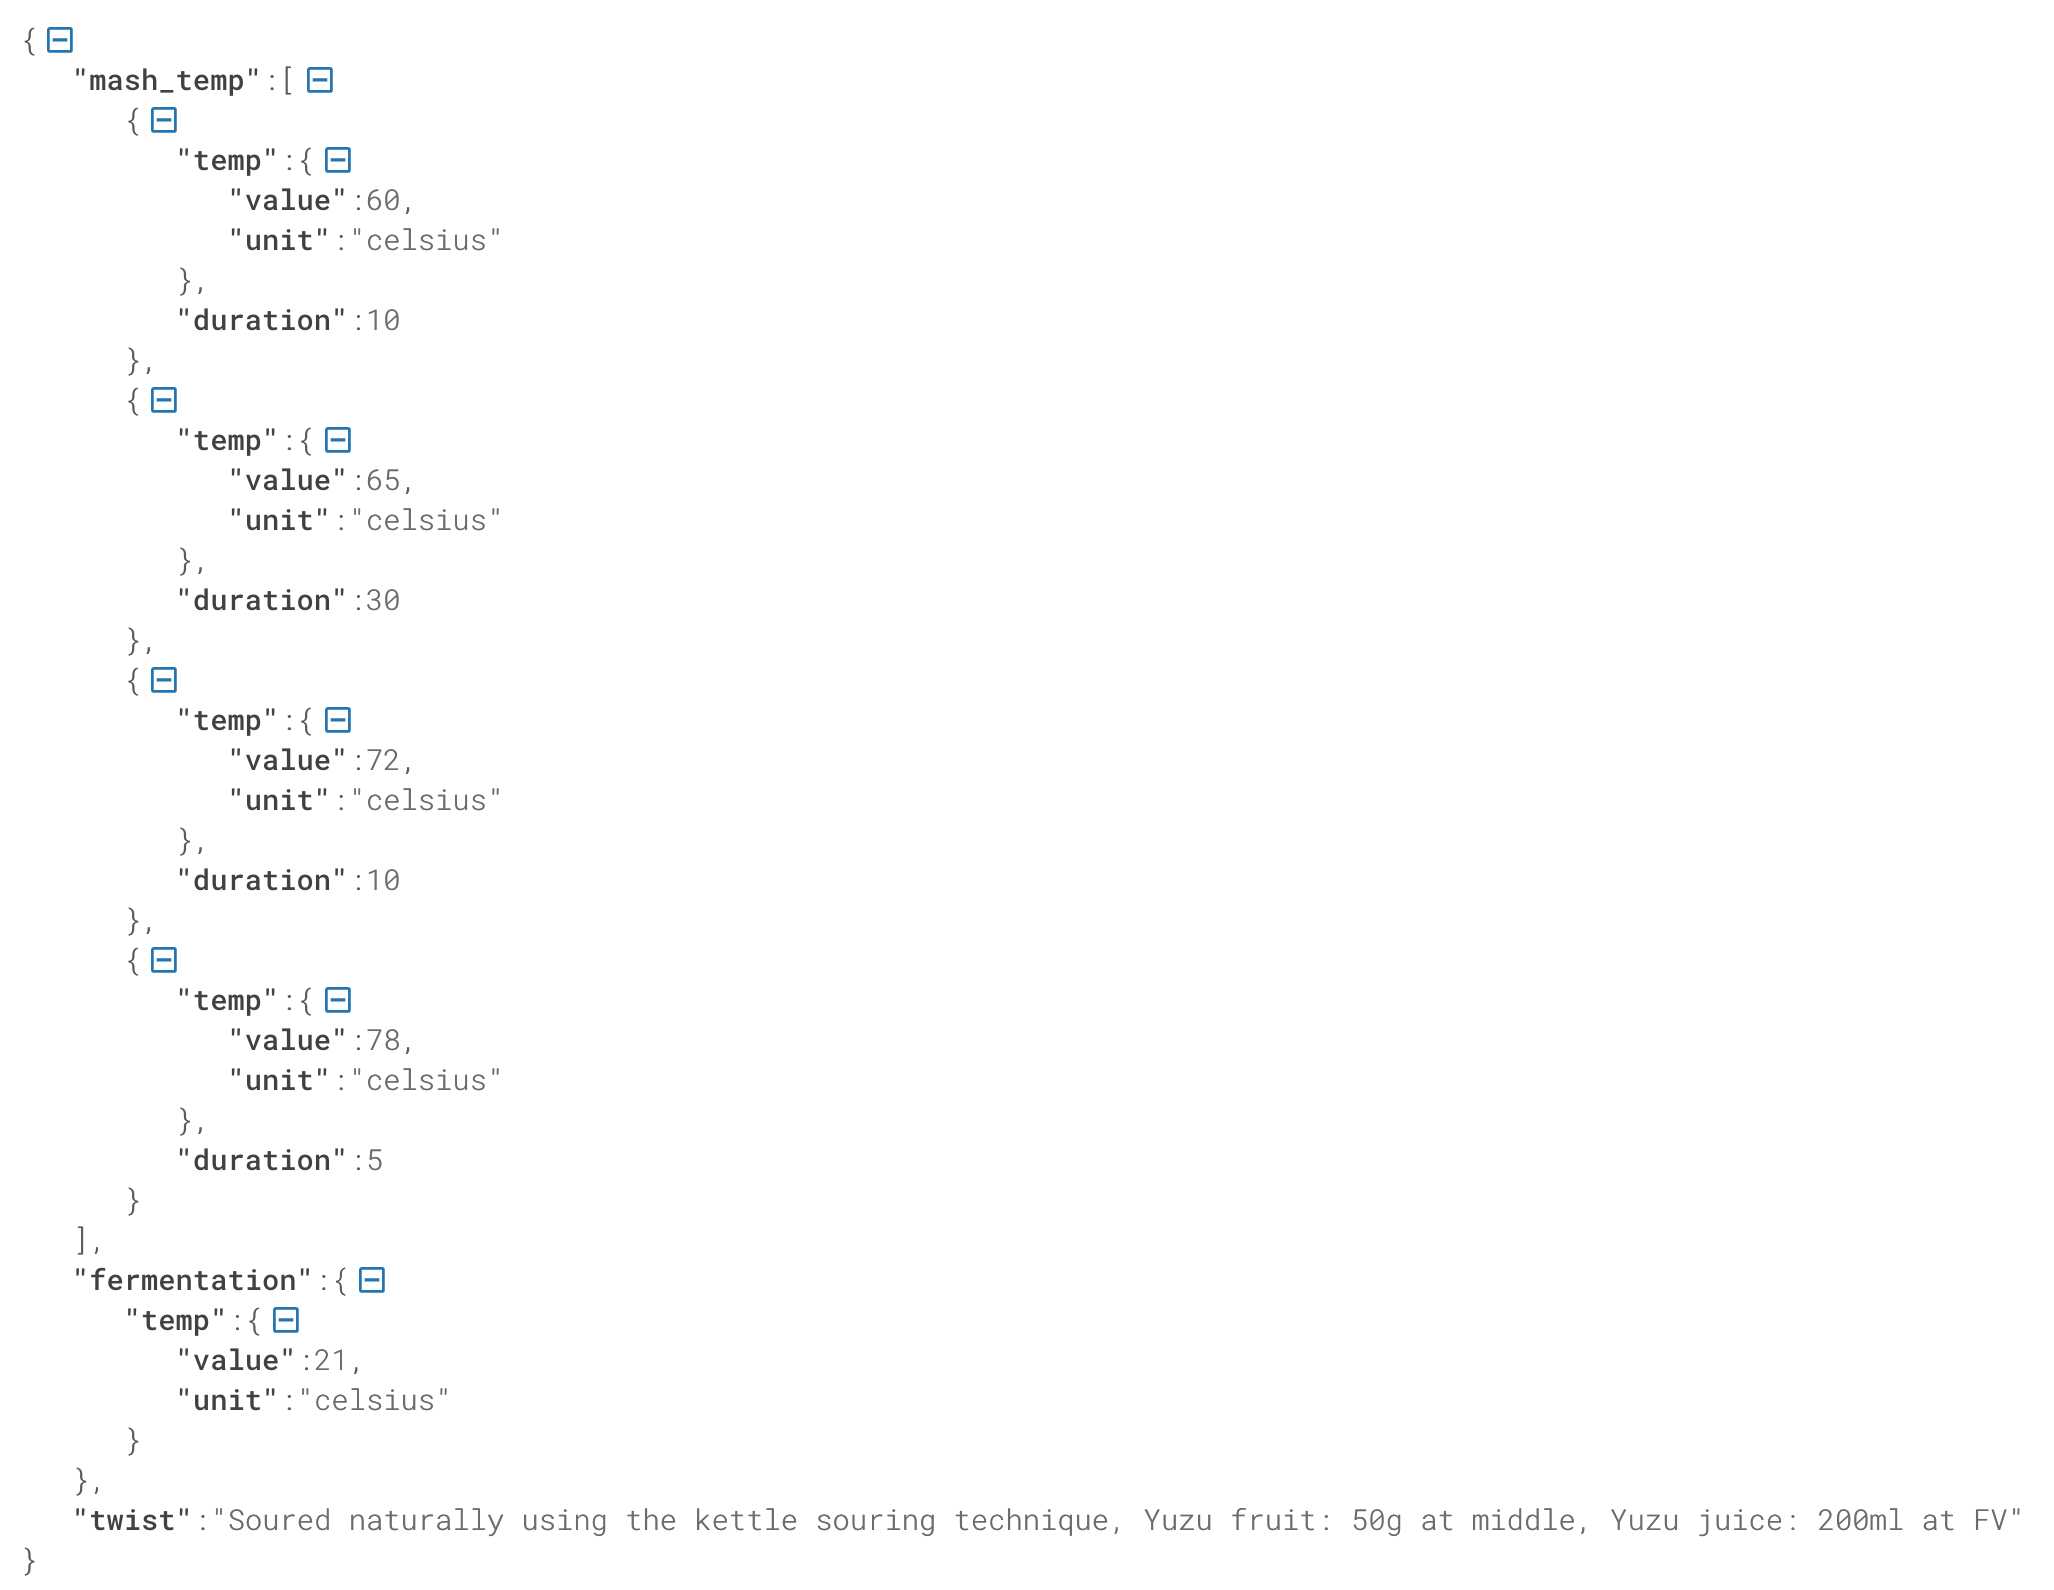 {
"mash_temp":[
{
"temp":{
"value":60,
"unit":"celsius"
},
"duration":10
},
{
"temp":{
"value":65,
"unit":"celsius"
},
"duration":30
},
{
"temp":{
"value":72,
"unit":"celsius"
},
"duration":10
},
{
"temp":{
"value":78,
"unit":"celsius"
},
"duration":5
}
],
"fermentation":{
"temp":{
"value":21,
"unit":"celsius"
}
},
"twist":"Soured naturally using the kettle souring technique, Yuzu fruit: 50g at middle, Yuzu juice: 200ml at FV"
}